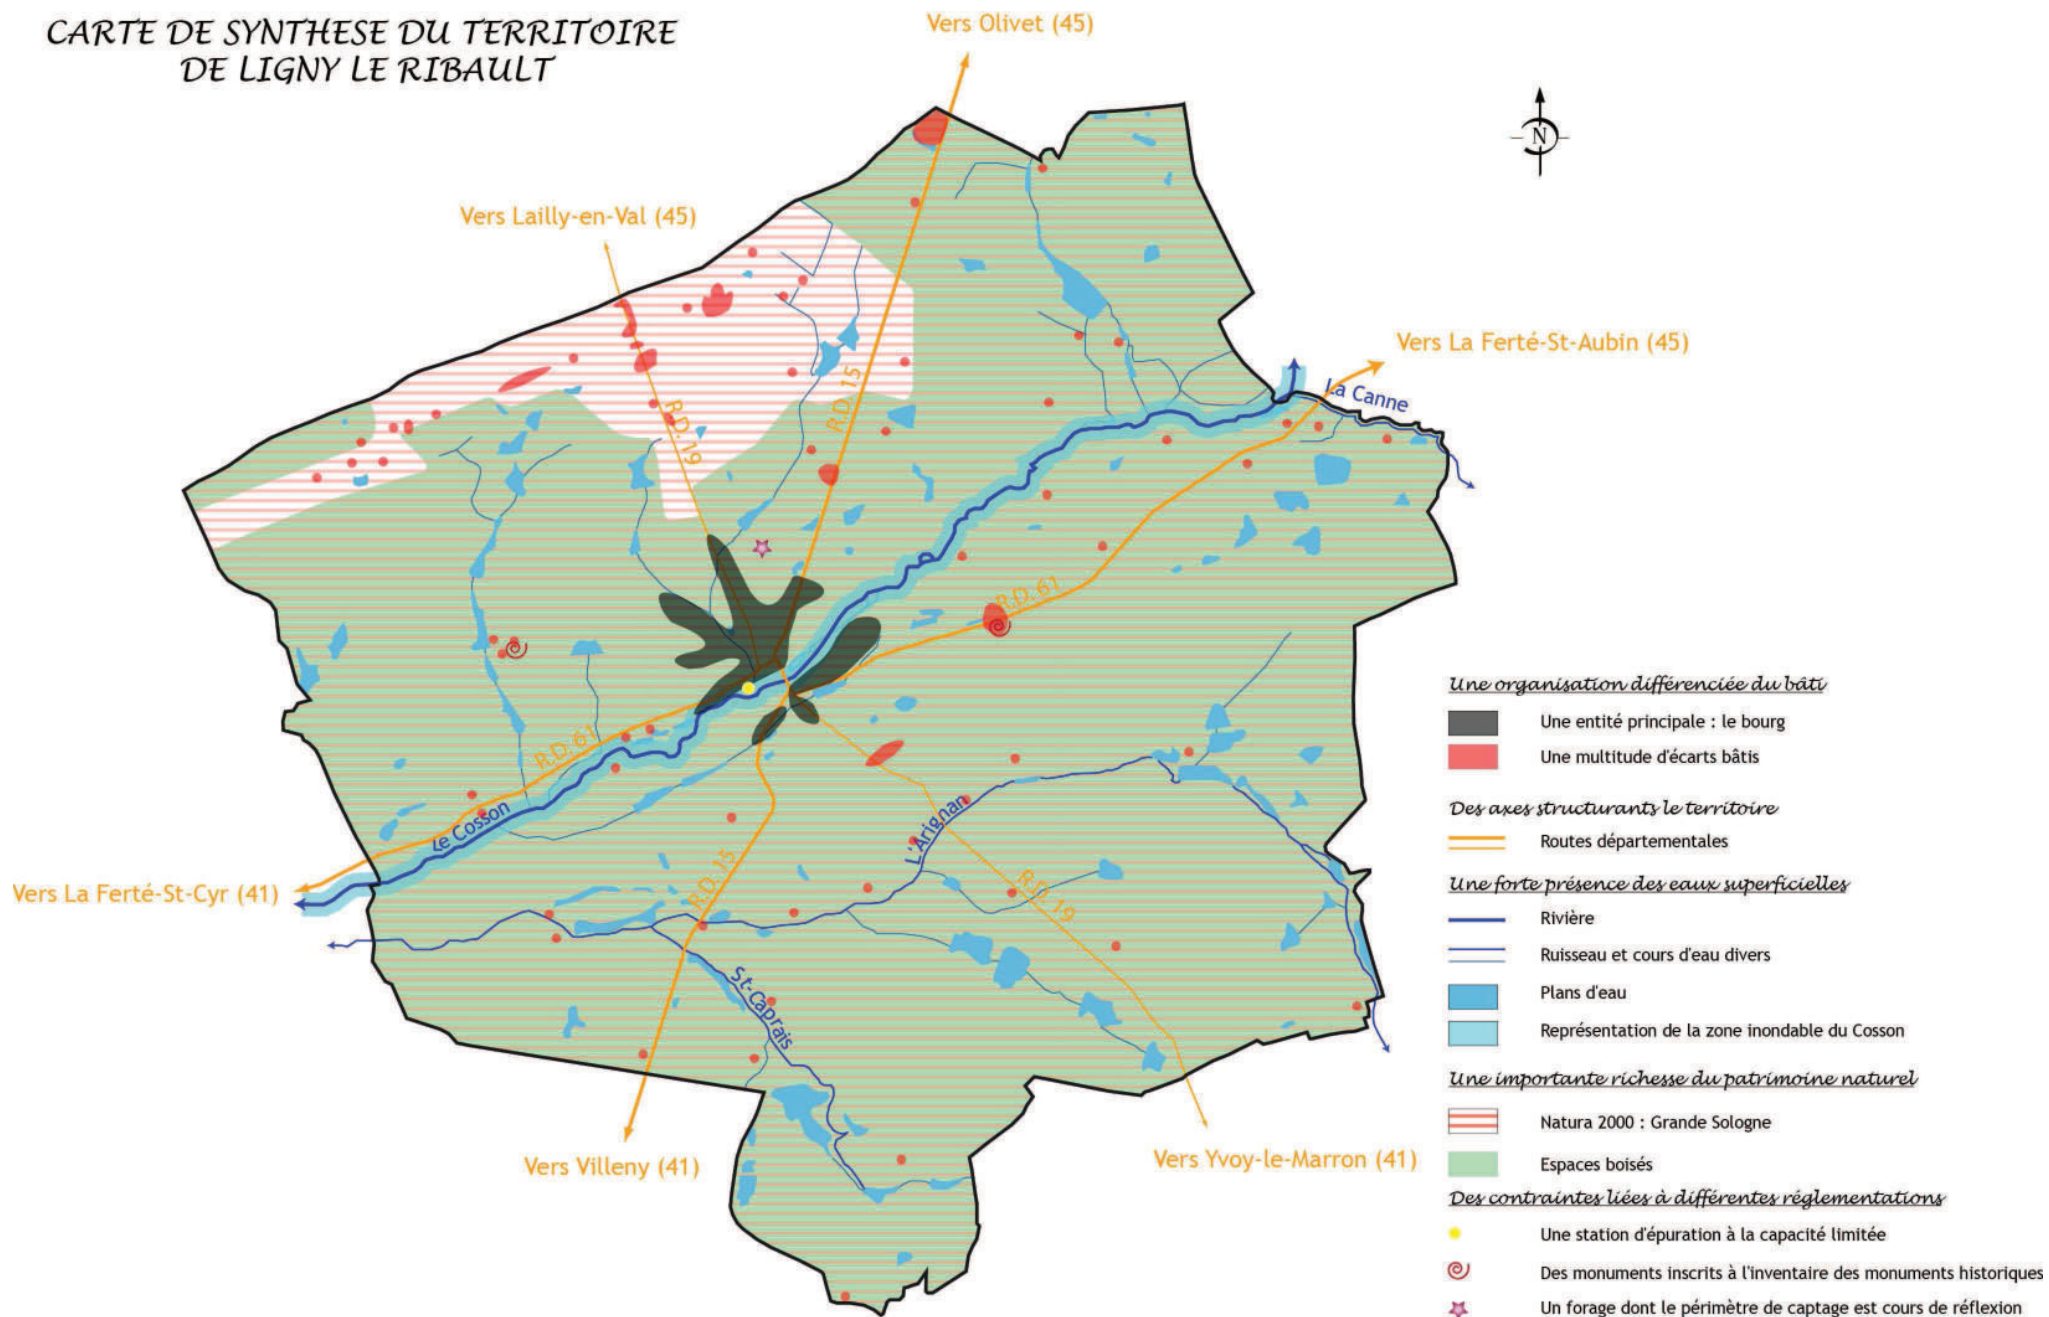 CARTE DE SYNTHESE DU TERRITOIRE
DE LIGNY LE RIBAULT
Vers Olivet (45)
N
Vers Lailly-en-Val (45)
Vers La Ferté-St-Aubin (45)
La Canne
R.D. 15
R.D. 19
R.D. 61
R.D. 61
Le Cosson
L'Arignan
Vers La Ferté-St-Cyr (41)
R.D. 15
R.D. 19
St-Caprais
Vers Villeny (41)
Vers Yvoy-le-Marron (41)
Une organisation différenciée du bâti
Une entité principale : le bourg
Une multitude d'écarts bâtis
Des axes structurants le territoire
Routes départementales
Une forte présence des eaux superficielles
Rivière
Ruisseau et cours d'eau divers
Plans d'eau
Représentation de la zone inondable du Cosson
Une importante richesse du patrimoine naturel
Natura 2000 : Grande Sologne
Espaces boisés
Des contraintes liées à différentes réglementations
Une station d'épuration à la capacité limitée
Des monuments inscrits à l'inventaire des monuments historiques
Un forage dont le périmètre de captage est cours de réflexion